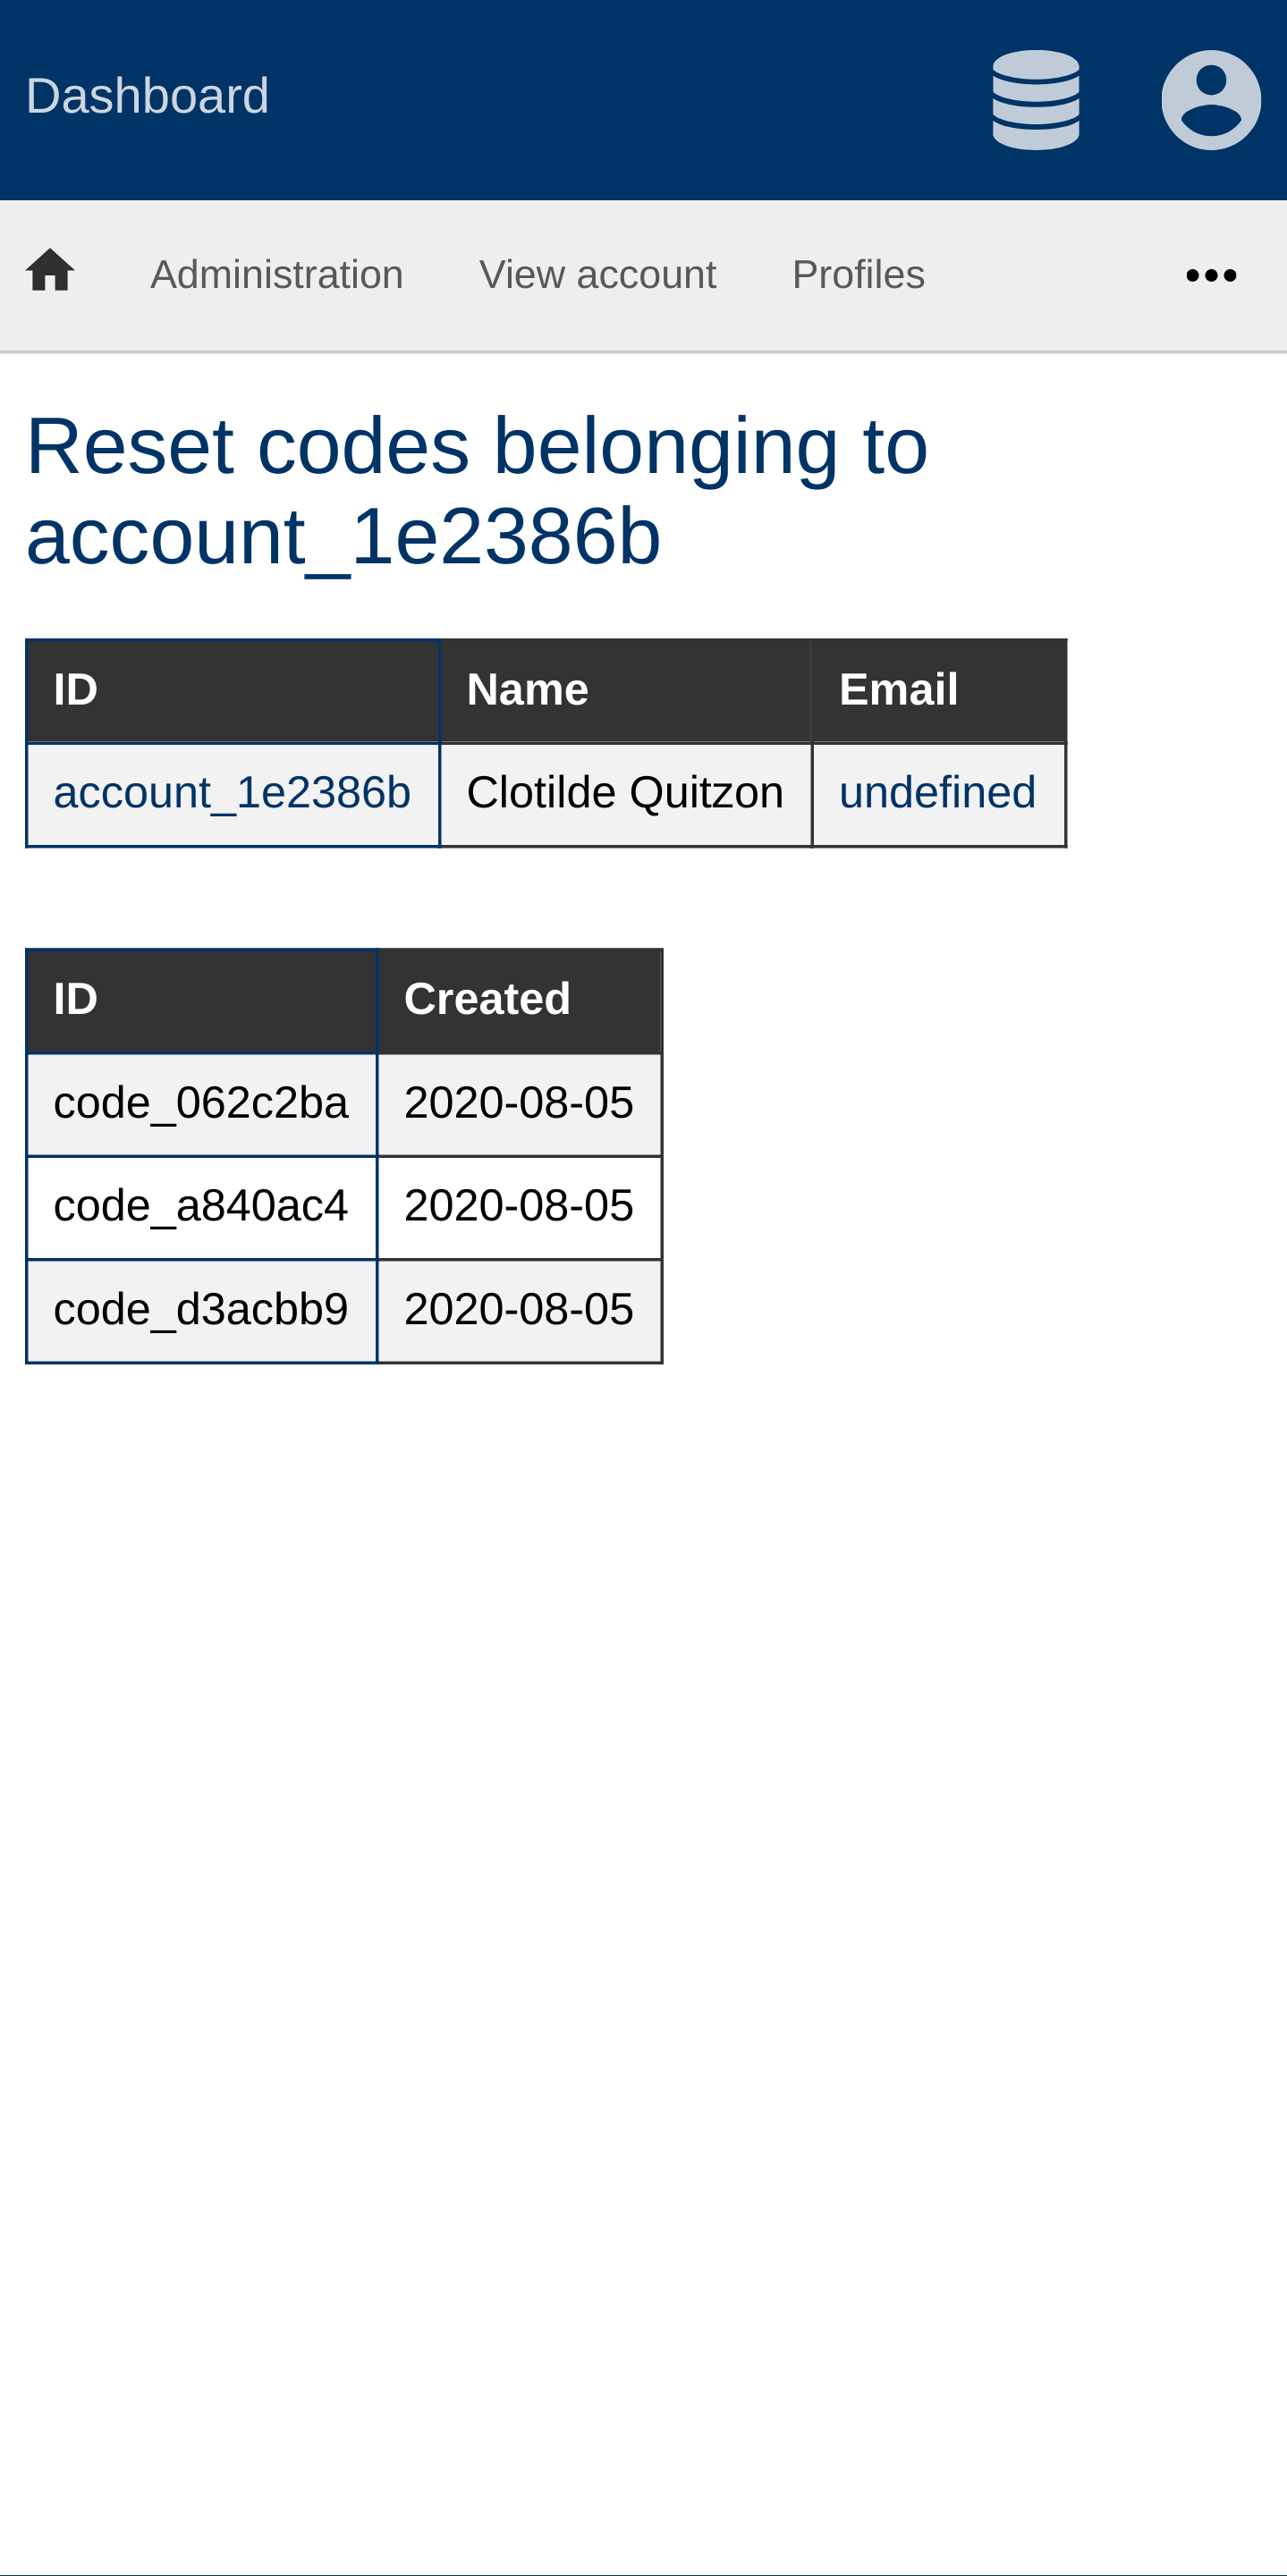 Dashboard
Administration View account Profiles
Reset codes belonging to
account_1e2386b
ID Name Email
account_1e2386b Clotilde Quitzon undefined
ID Created
code_062c2ba 2020-08-05
code_a840ac4 2020-08-05
code_d3acbb9 2020-08-05